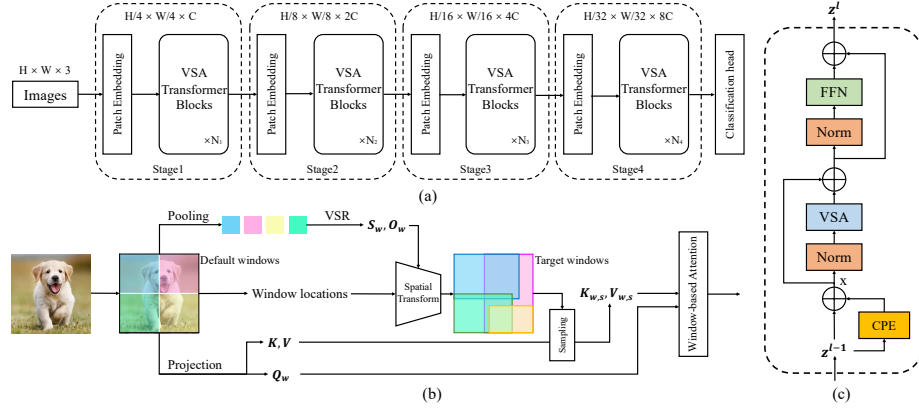 H/4 × W/4 × C
H/8 × W/8 × 2C
H/16 × W/16 × 4C
H/32 × W/32 × 8C
H × W × 3
Images
Patch Embedding
VSA
Transformer
Blocks
×N₁
Stage1
Patch Embedding
VSA
Transformer
Blocks
×N₂
Stage2
Patch Embedding
VSA
Transformer
Blocks
×N₃
Stage3
Patch Embedding
VSA
Transformer
Blocks
×N₄
Stage4
Classification head
(a)
Pooling
VSR
S_w, O_w
Default windows
Window locations
Spatial
Transform
Target windows
Sampling
K_{w,s}, V_{w,s}
Window-based Attention
K, V
Projection
Q_w
(b)
z^l
FFN
Norm
VSA
Norm
X
CPE
z^{l−1}
(c)